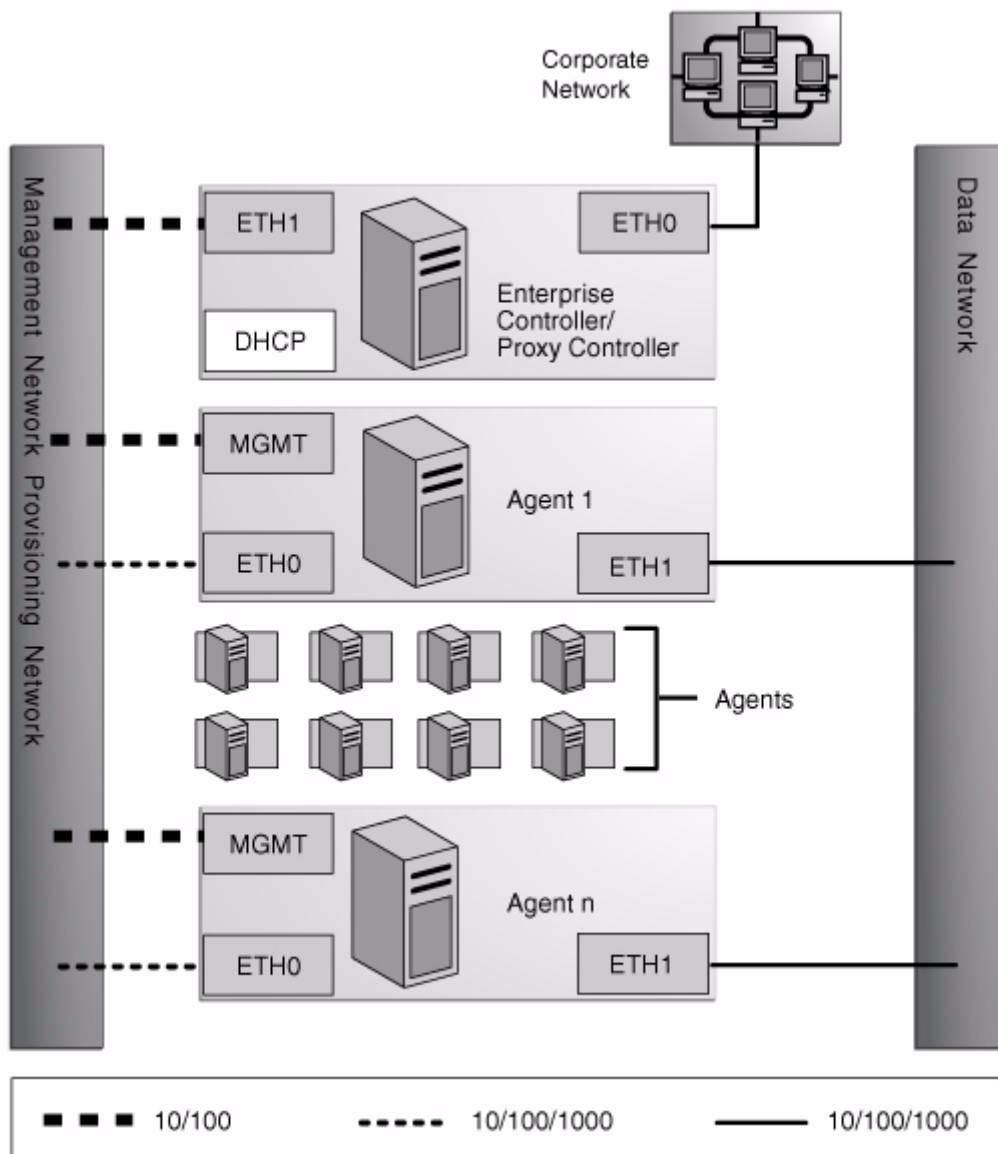 Corporate
Network
Management Network Provisioning Network
Data Network
ETH1
ETH0
DHCP
Enterprise
Controller/
Proxy Controller
MGMT
Agent 1
ETH0
ETH1
Agents
MGMT
Agent n
ETH0
ETH1
10/100
10/100/1000
10/100/1000